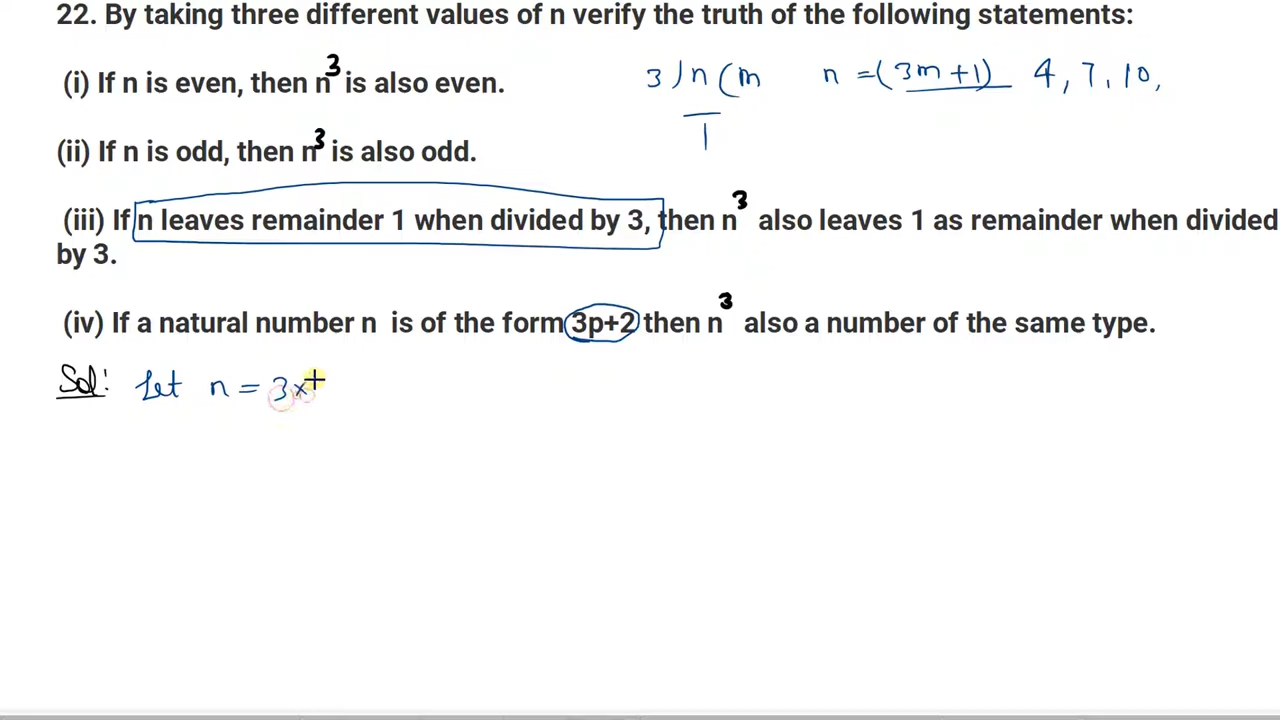 22. By taking three different values of n verify the truth of the following statements:
(i) If n is even, then n³ is also even.
3 ) n ( m    n = (3m + 1)    4, 7, 10,
1
(ii) If n is odd, then n³ is also odd.
(iii) If n leaves remainder 1 when divided by 3, then n³ also leaves 1 as remainder when divided
by 3.
(iv) If a natural number n is of the form 3p+2 then n³ also a number of the same type.
Sol: Let n = 3×